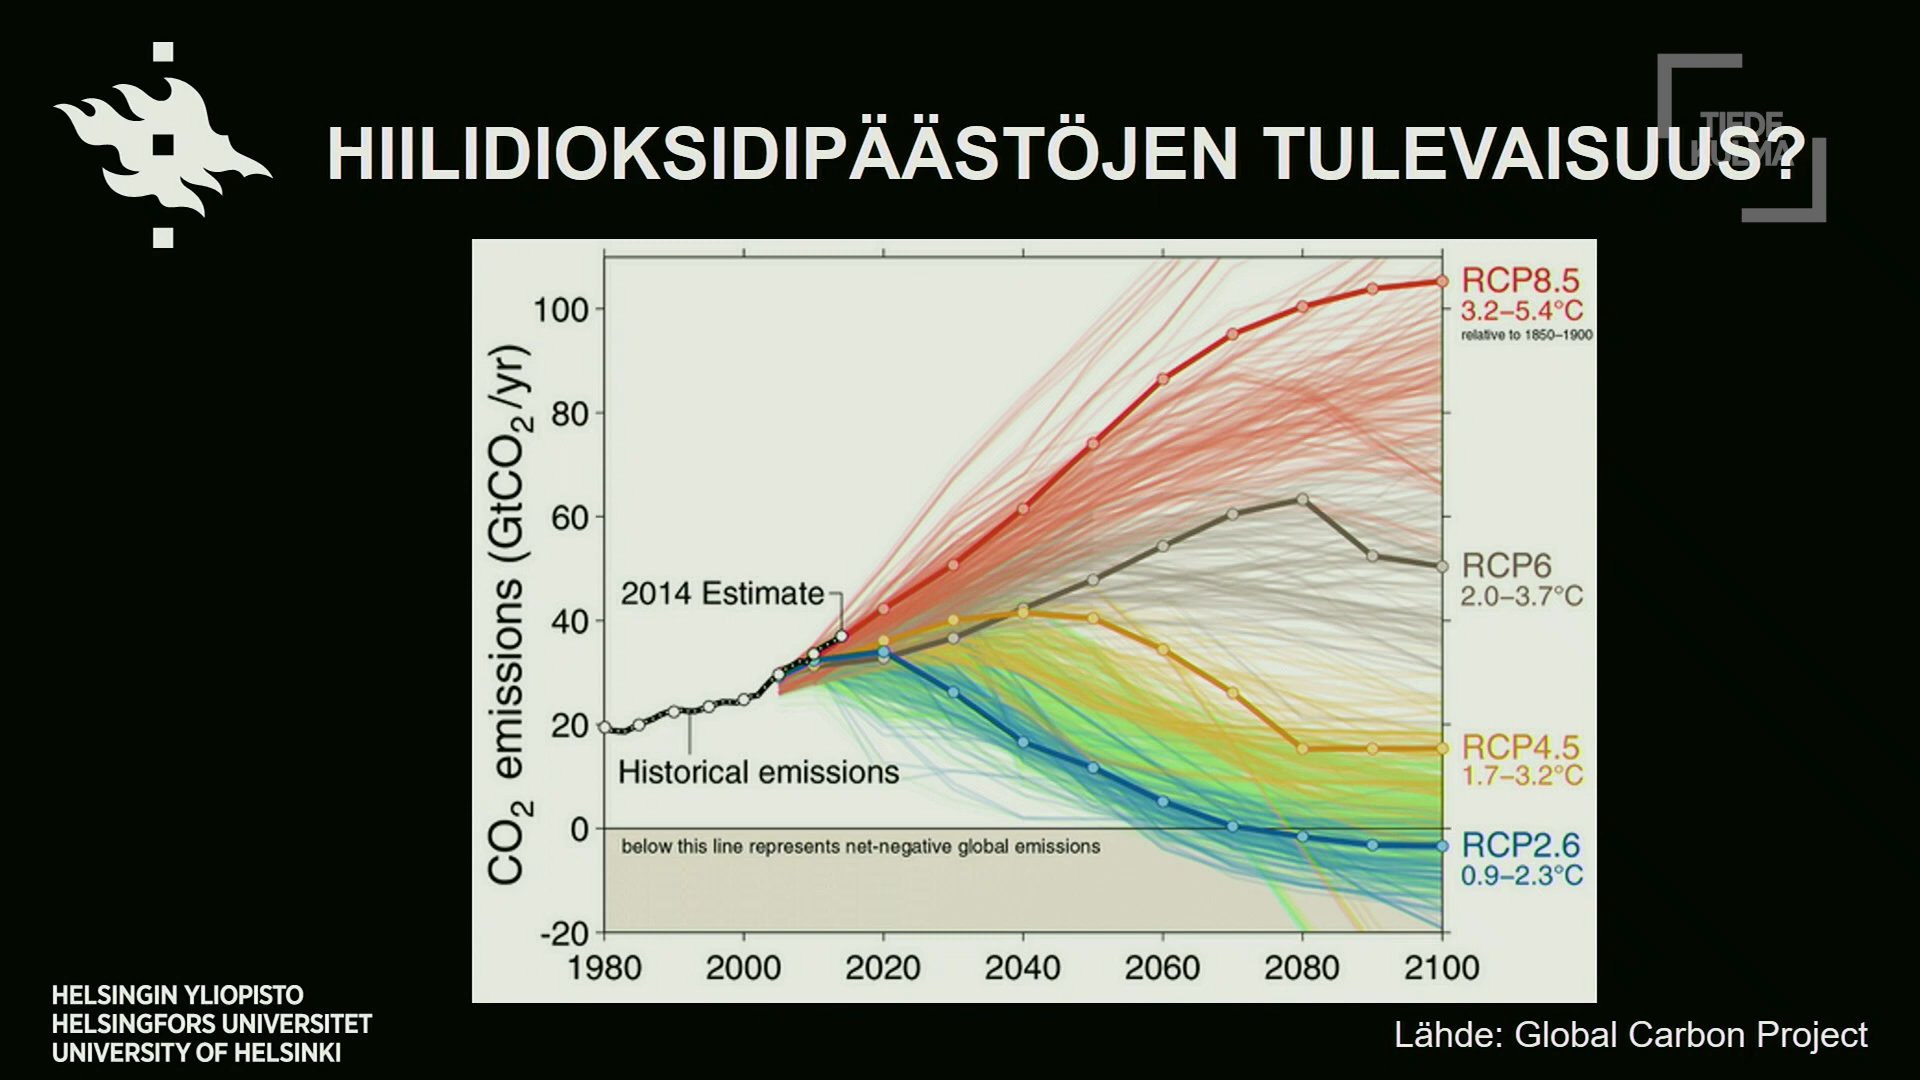 TIEDE
KULMA
HIILIDIOKSIDIPÄÄSTÖJEN TULEVAISUUS?
CO2 emissions (GtCO2/yr)
100
80
60
40
20
0
-20
1980 2000 2020 2040 2060 2080 2100
2014 Estimate
Historical emissions
below this line represents net-negative global emissions
RCP8.5
3.2–5.4°C
relative to 1850–1900
RCP6
2.0–3.7°C
RCP4.5
1.7–3.2°C
RCP2.6
0.9–2.3°C
HELSINGIN YLIOPISTO
HELSINGFORS UNIVERSITET
UNIVERSITY OF HELSINKI
Lähde: Global Carbon Project